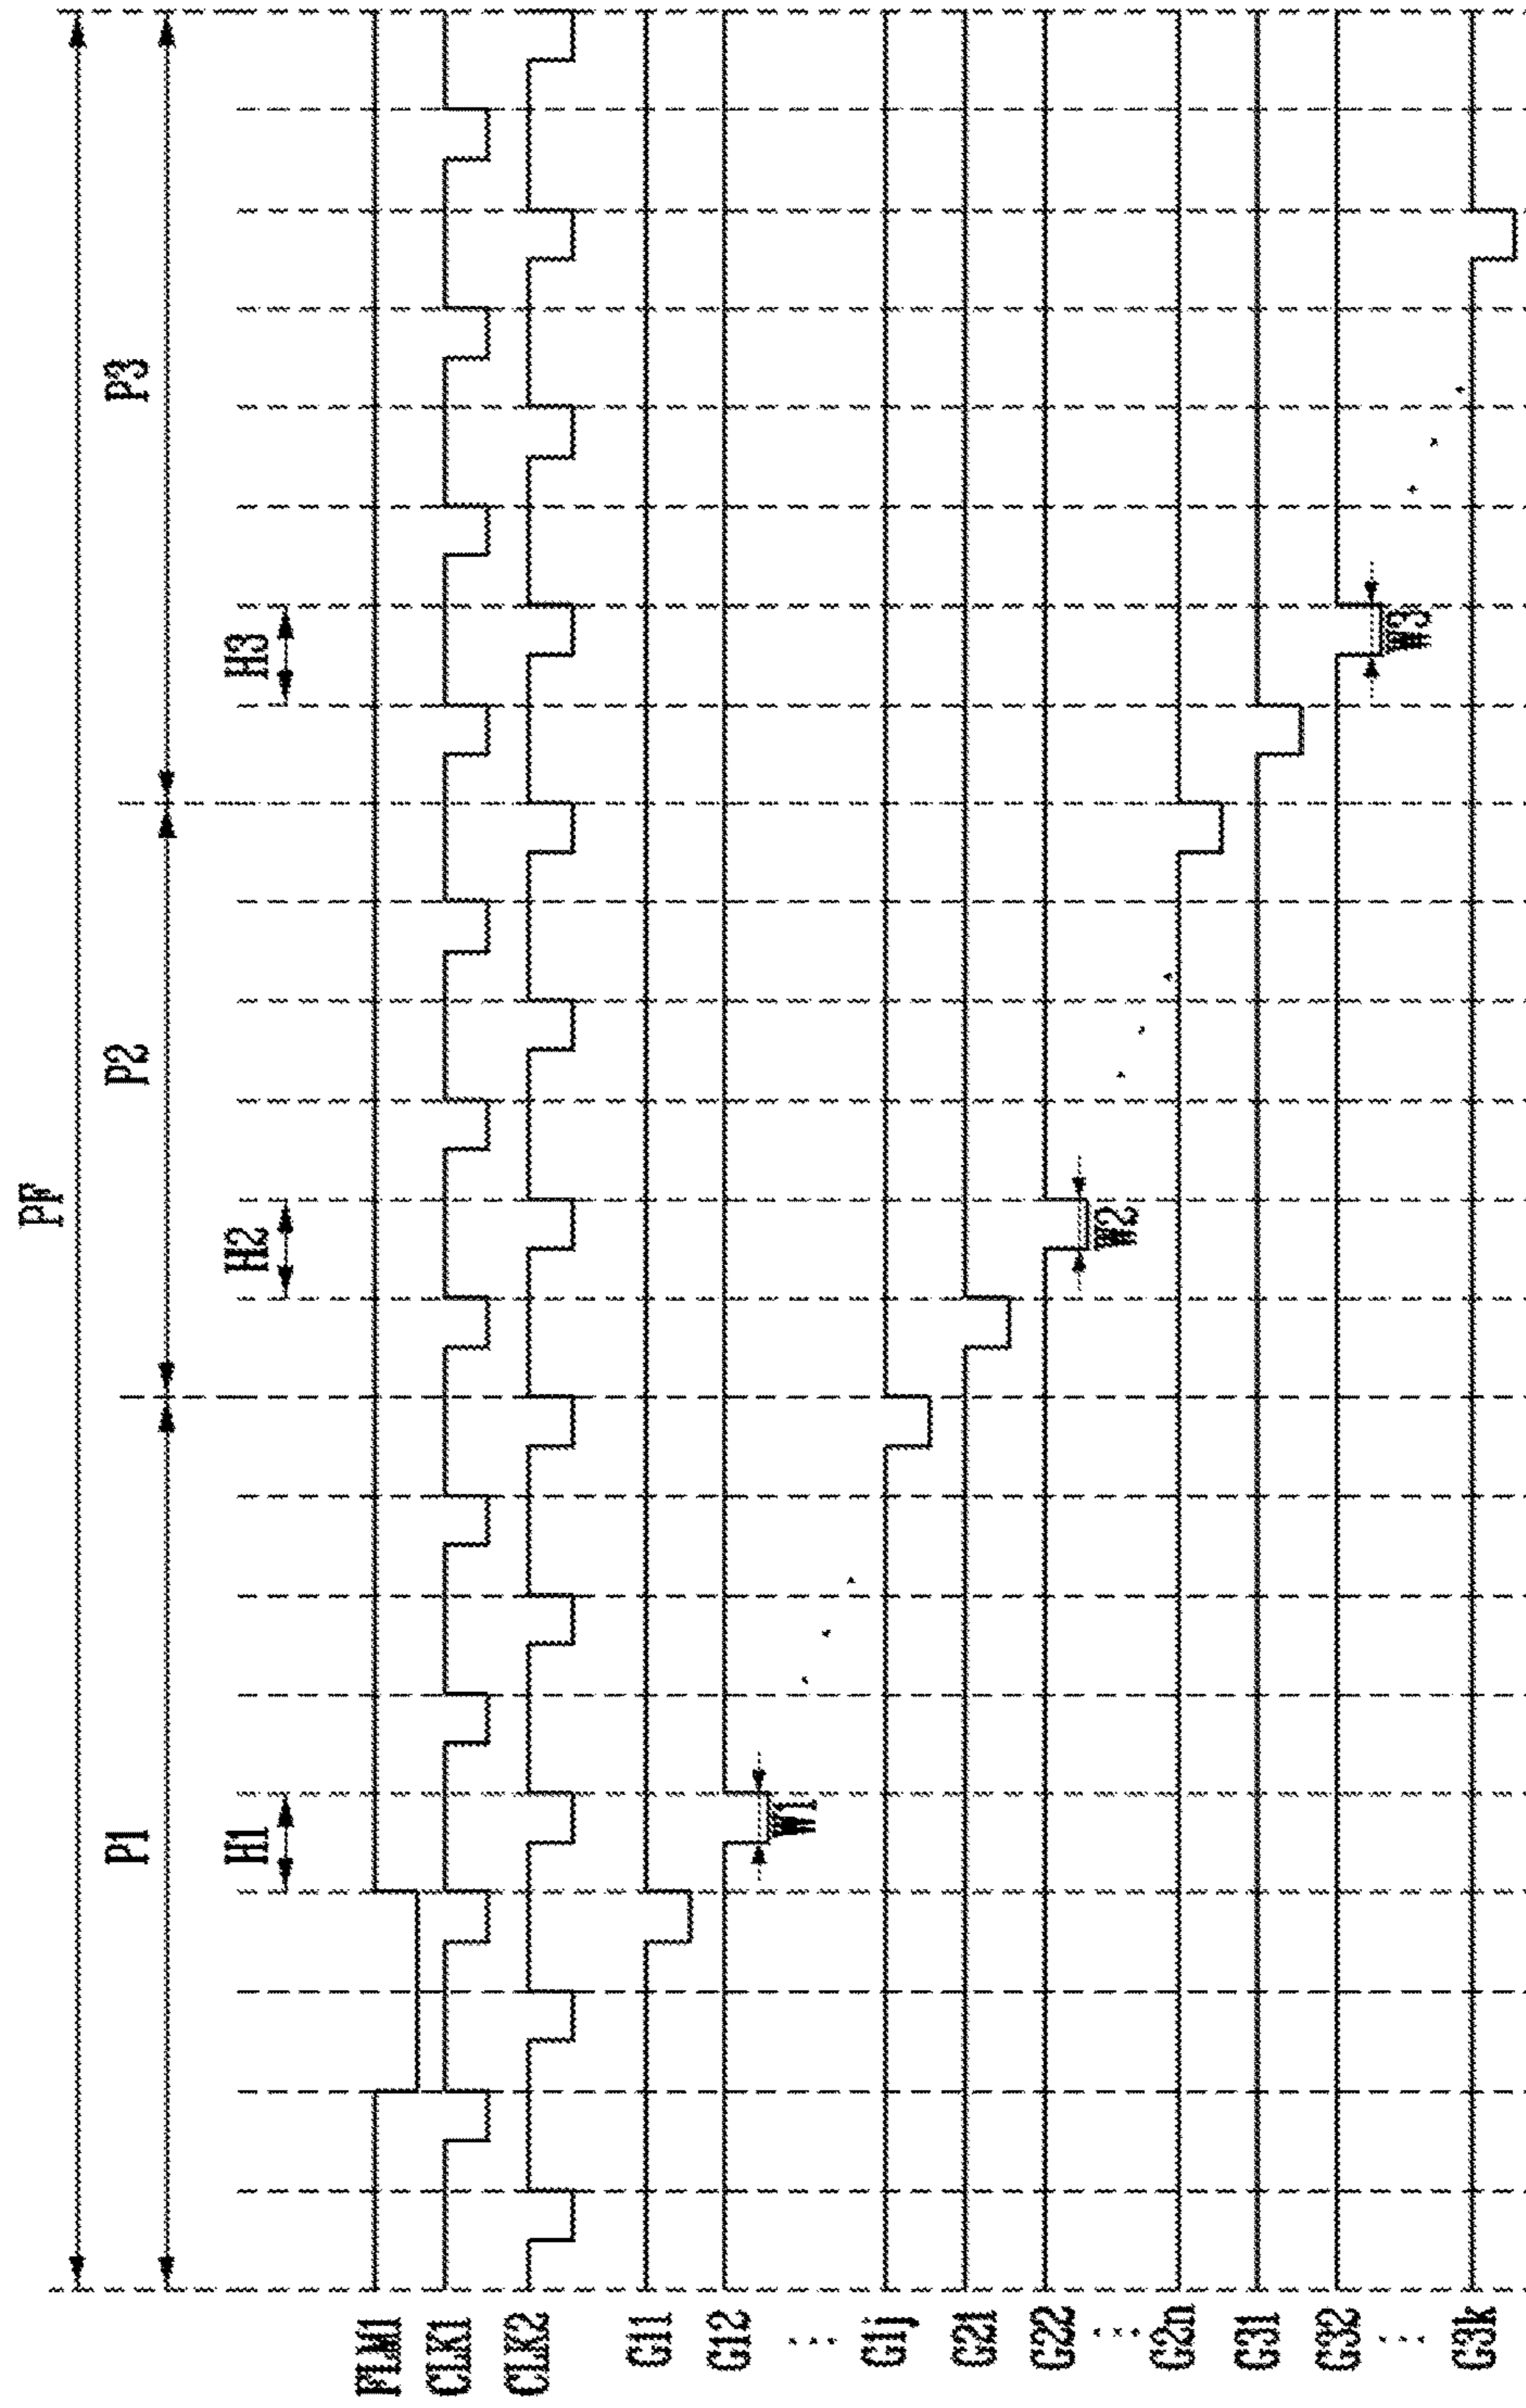 PF
P1 P2 P3
H1 H2 H3
FLM1
CLK1
CLK2
G11
G12
W1
G1j
G21
G22
W2
G2n
G31
G32
W3
G3k